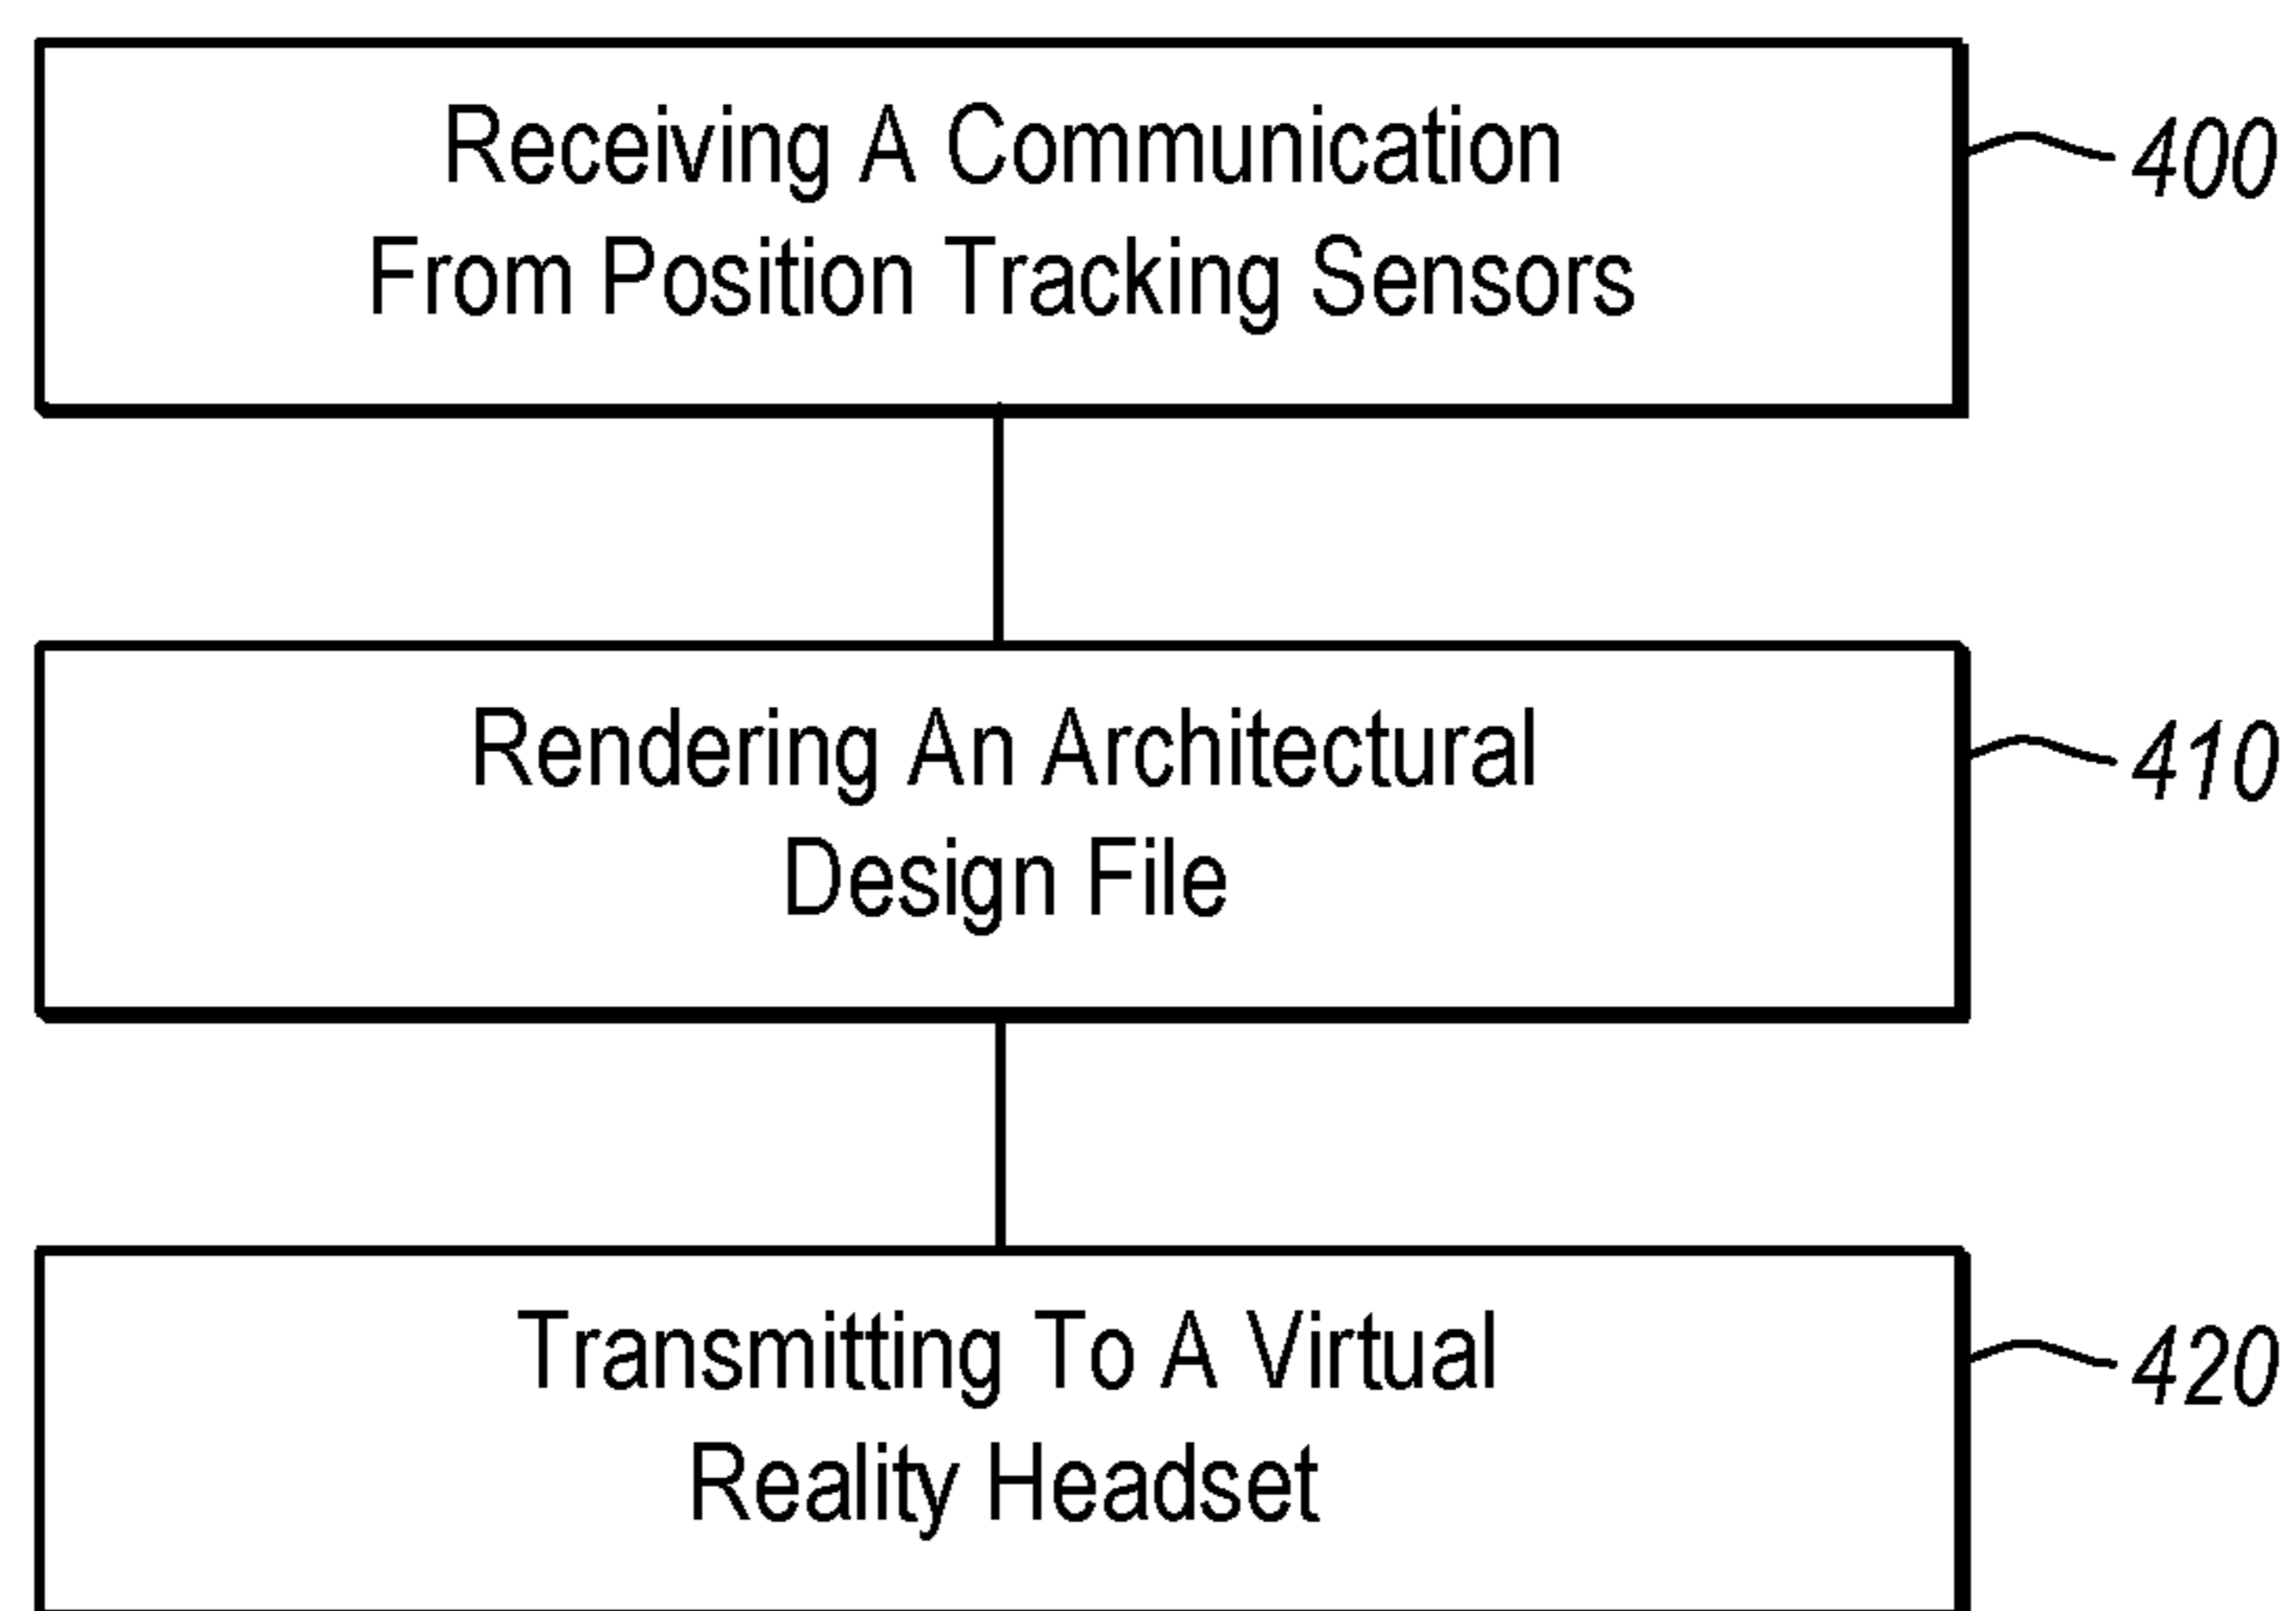 Receiving A Communication
From Position Tracking Sensors
400
Rendering An Architectural
Design File
410
Transmitting To A Virtual
Reality Headset
420